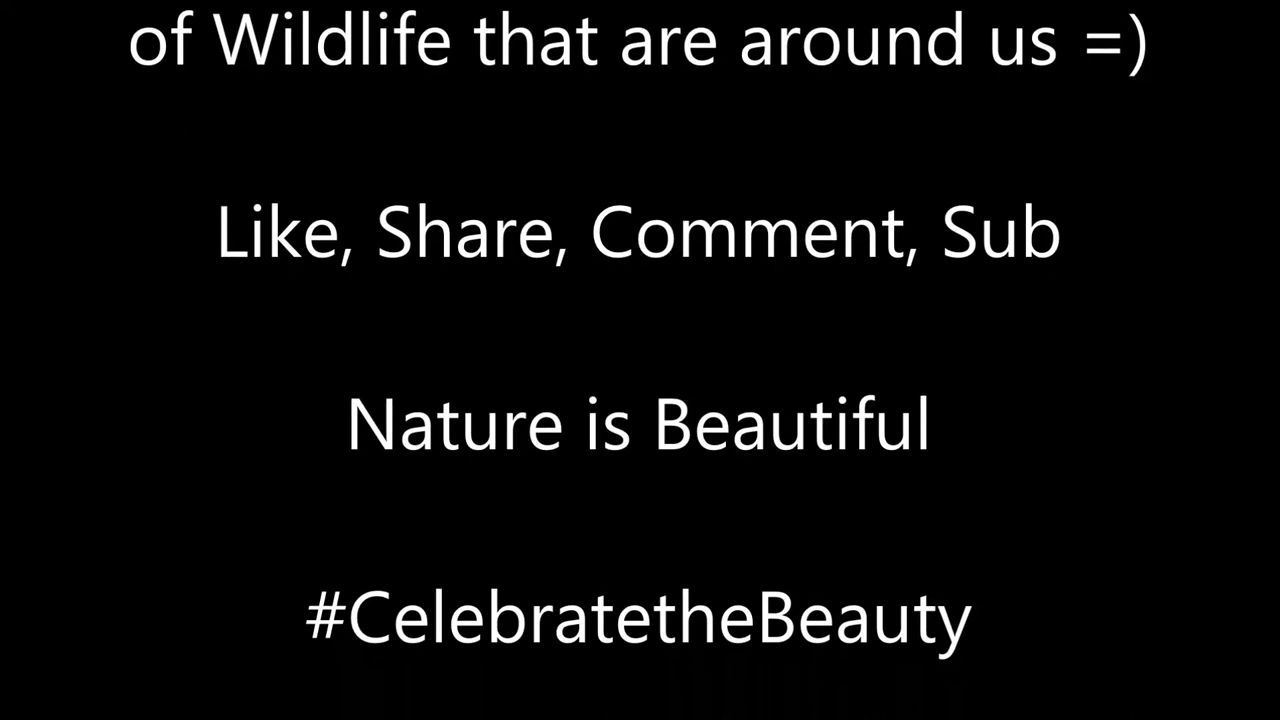 of Wildlife that are around us =)
Like, Share, Comment, Sub
Nature is Beautiful
#CelebratetheBeauty